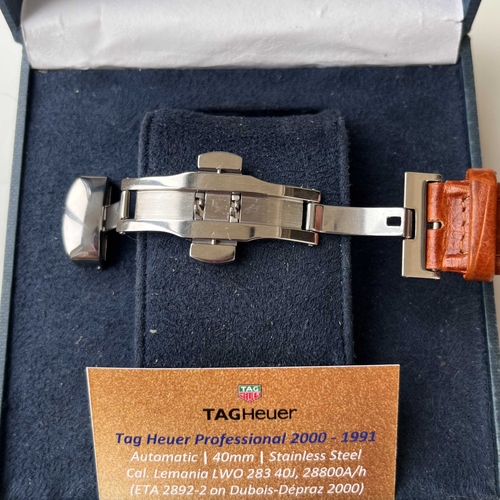 TAG
HEUER
TAGHEUER
Tag Heuer Professional 2000 - 1991
Automatic | 40mm | Stainless Steel
Cal. Lemania LWO 283 40J, 28800A/h
(ETA 2892-2 on Dubois-Dépraz 2000)